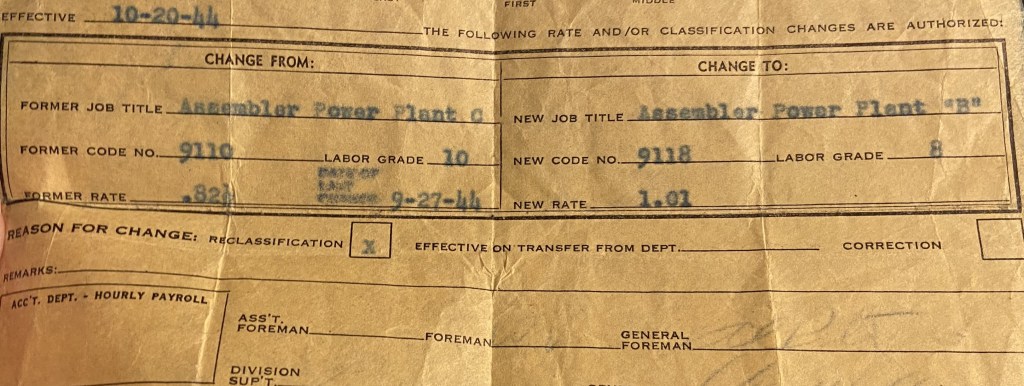 FIRST MIDDLE
EFFECTIVE 10-20-44 THE FOLLOWING RATE AND/OR CLASSIFICATION CHANGES ARE AUTHORIZED:
CHANGE FROM: CHANGE TO:
FORMER JOB TITLE Assembler Power Plant C NEW JOB TITLE Assembler Power Plant "B"
FORMER CODE NO. 9110 LABOR GRADE 10 NEW CODE NO. 9118 LABOR GRADE 8
DATE OF
LAST
FORMER RATE CHANGE 9-27-44 NEW RATE 1.01
REASON FOR CHANGE: RECLASSIFICATION X EFFECTIVE ON TRANSFER FROM DEPT. CORRECTION
REMARKS:
ACC'T. DEPT. - HOURLY PAYROLL
ASS'T.
FOREMAN FOREMAN GENERAL
FOREMAN
DIVISION
SUP'T.